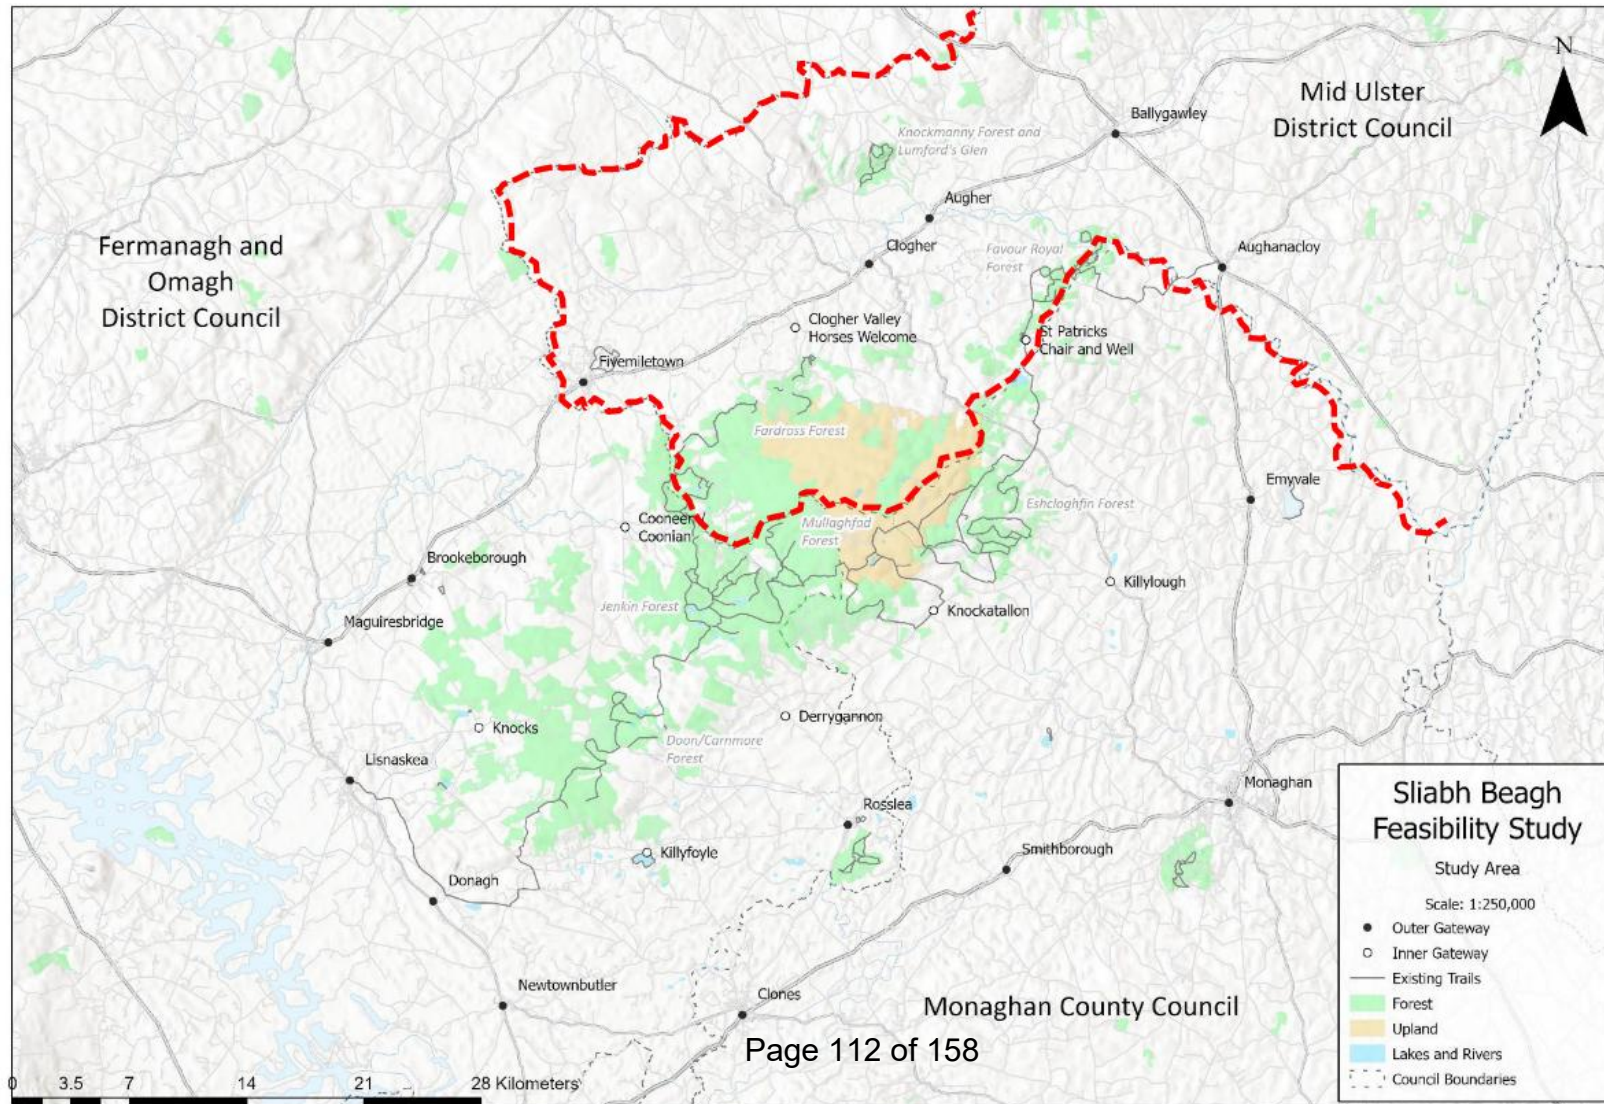 N
Mid Ulster
District Council
Ballygawley
Knockmanny Forest and
Lumford's Glen
Augher
Fermanagh and
Omagh
District Council
Clogher
Favour Royal
Forest
Aughanacloy
Clogher Valley
Horses Welcome
St Patricks
Chair and Well
Fivemiletown
Fardross Forest
Emyvale
Eshcloghfin Forest
Cooneer
Coonian
Mullaghfad
Forest
Brookeborough
Killylough
Jenkin Forest
Knockatallon
Maguiresbridge
Derrygannon
Knocks
Doon/Carnmore
Forest
Lisnaskea
Monaghan
Rosslea
Killyfoyle
Smithborough
Donagh
Newtownbutler
Clones
Monaghan County Council
Page 112 of 158
0 3.5 7 14 21 28 Kilometers
Sliabh Beagh
Feasibility Study
Study Area
Scale: 1:250,000
Outer Gateway
Inner Gateway
Existing Trails
Forest
Upland
Lakes and Rivers
Council Boundaries